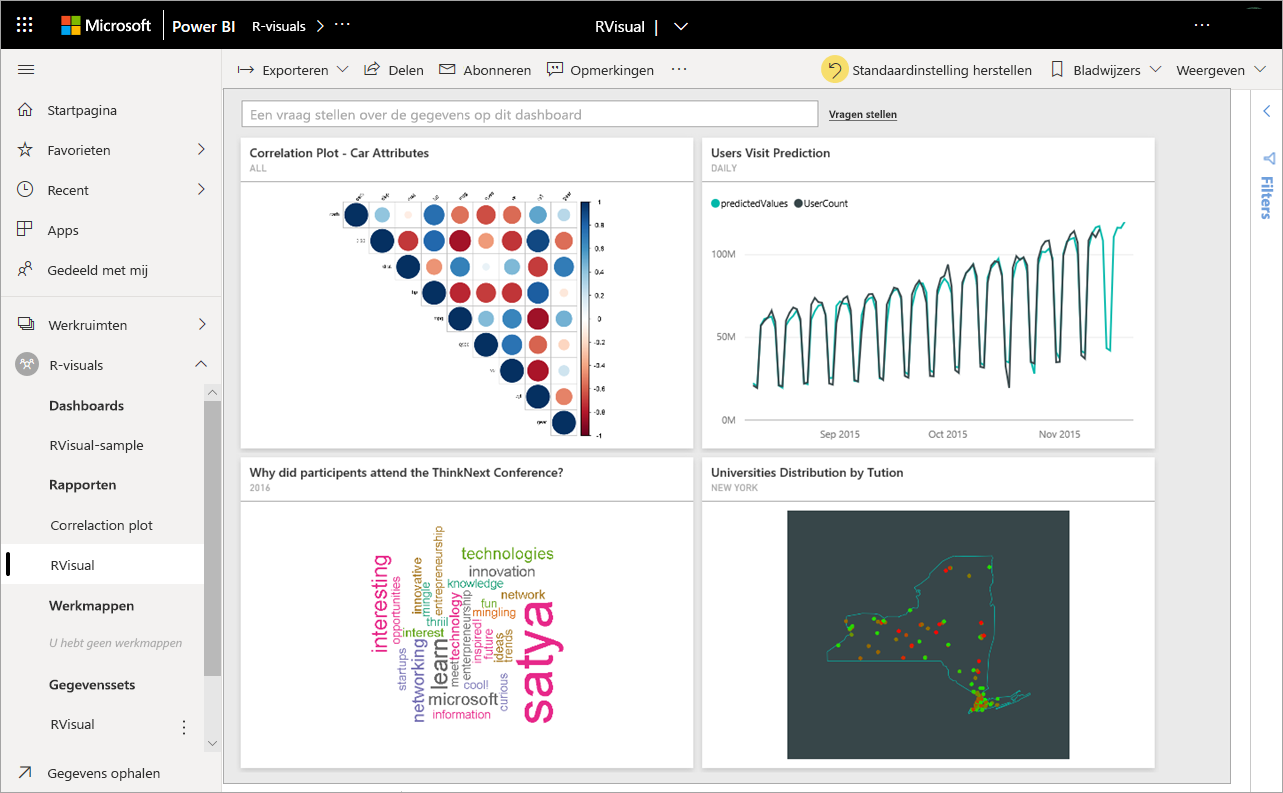 Microsoft Power BI R-visuals > ···
RVisual |
···
Exporteren Delen Abonneren Opmerkingen ···
Standaardinstelling herstellen Bladwijzers Weergeven
Startpagina
Favorieten
Recent
Apps
Gedeeld met mij
Werkruimten
R-visuals
Dashboards
RVisual-sample
Rapporten
Correlaction plot
RVisual
Werkmappen
U hebt geen werkmappen
Gegevenssets
RVisual
Gegevens ophalen
Een vraag stellen over de gegevens op dit dashboard
Vragen stellen
Filters
Correlation Plot - Car Attributes
ALL
1
0.8
0.6
0.4
0.2
0
-0.2
-0.4
-0.6
-0.8
-1
Users Visit Prediction
DAILY
predictedValues UserCount
100M
50M
0M
Sep 2015 Oct 2015 Nov 2015
Why did participants attend the ThinkNext Conference?
2016
interesting
opportunities
innovative
mingle
entrepreneurship
technologies
innovation
knowledge
network
fun
mingling
thrill
interest
technology
enterpreneurship
inspired!
future
ideas
trends
satya
startups
networking
learn
meet
cool!
curious
microsoft
information
Universities Distribution by Tution
NEW YORK